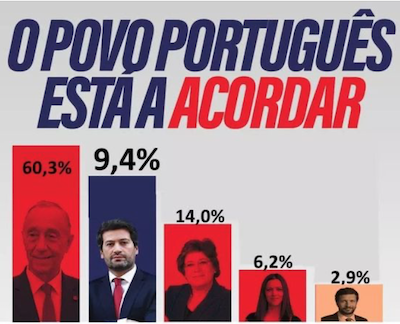 O POVO PORTUGUÊS
ESTÁ A ACORDAR
60,3%
9,4%
14,0%
6,2%
2,9%